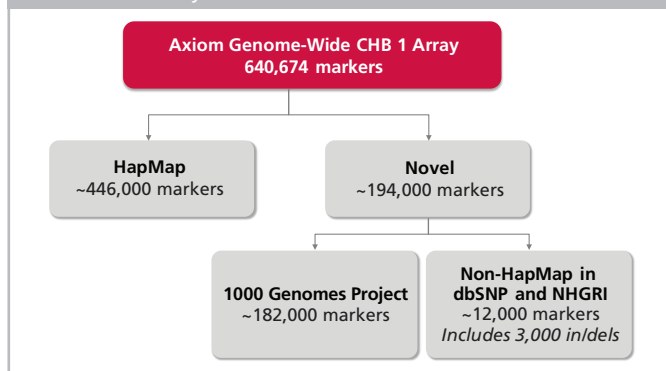 Axiom Genome-Wide CHB 1 Array
640,674 markers
HapMap
~446,000 markers
Novel
~194,000 markers
1000 Genomes Project
~182,000 markers
Non-HapMap in
dbSNP and NHGRI
~12,000 markers
Includes 3,000 in/dels